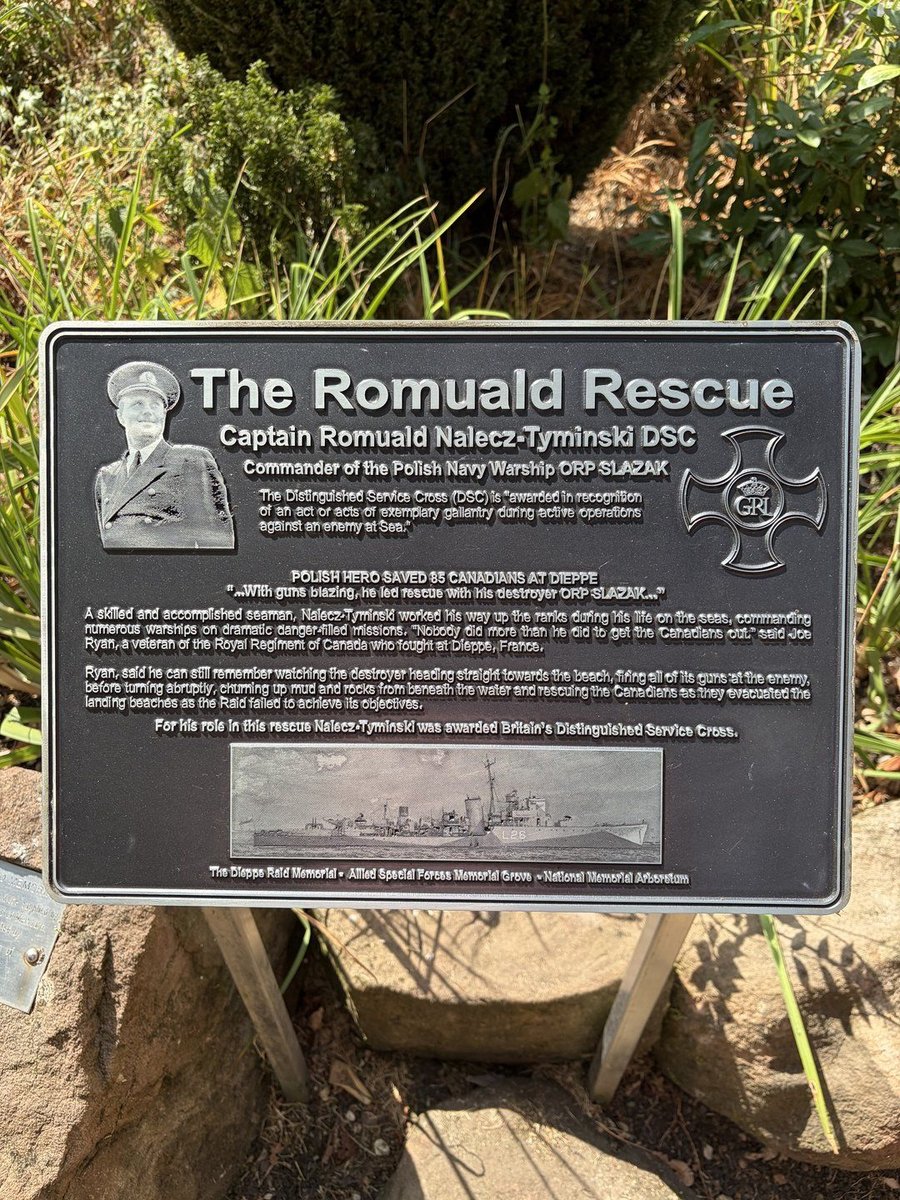 The Romuald Rescue
Captain Romuald Nalecz-Tyminski DSC
Commander of the Polish Navy Warship ORP SLAZAK
The Distinguished Service Cross (DSC) is "awarded in recognition
of an act or acts of exemplary gallantry during active operations
against an enemy at Sea."
GRI
POLISH HERO SAVED 85 CANADIANS AT DIEPPE
"...With guns blazing, he led rescue with his destroyer ORP SLAZAK..."
A skilled and accomplished seaman, Nalecz-Tyminski worked his way up the ranks during his life on the seas, commanding
numerous warships on dramatic danger-filled missions. "Nobody did more than he did to get the Canadians out." said Joe
Ryan, a veteran of the Royal Regiment of Canada who fought at Dieppe, France.
Ryan, said he can still remember watching the destroyer heading straight towards the beach, firing all of its guns at the enemy,
before turning abruptly, churning up mud and rocks from beneath the water and rescuing the Canadians as they evacuated the
landing beaches as the Raid failed to achieve its objectives.
For his role in this rescue Nalecz-Tyminski was awarded Britain's Distinguished Service Cross.
L26
The Dieppe Raid Memorial • Allied Special Forces Memorial Grove • National Memorial Arboretum